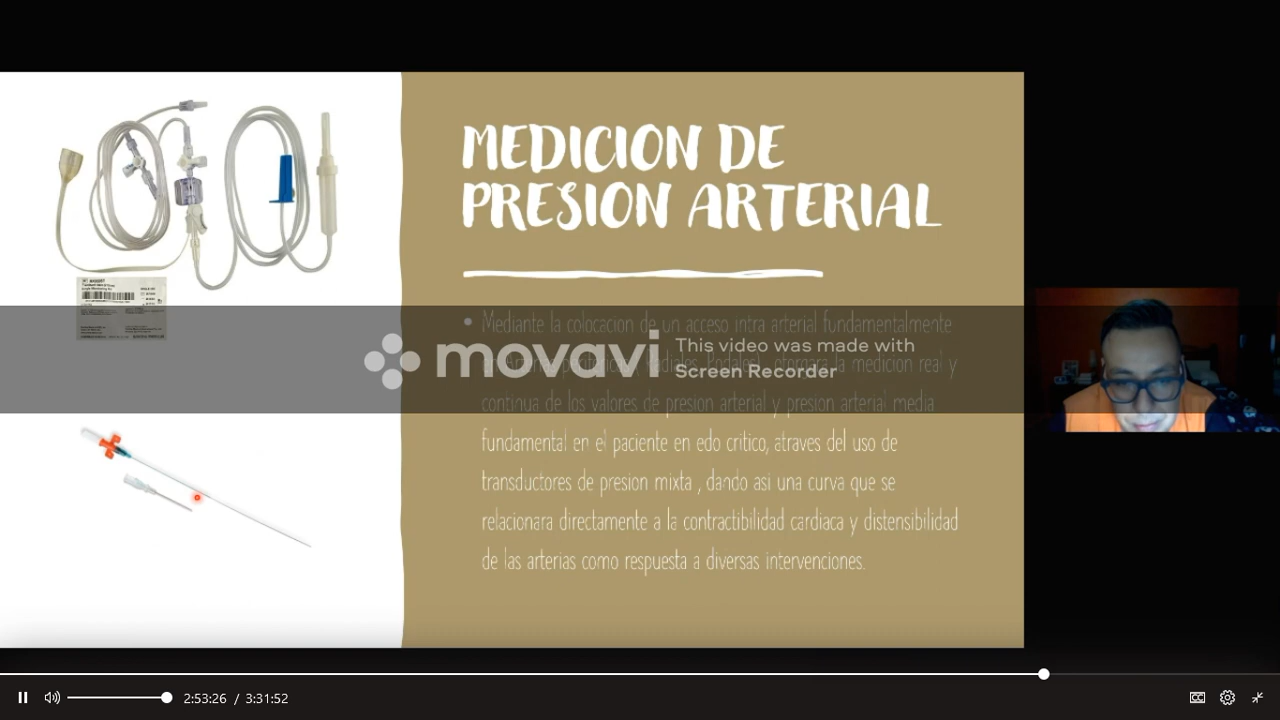 MEDICION DE
PRESION ARTERIAL
• Mediante la colocacion de un acceso intra arterial fundamentalmente
Radiales, Pedales), otorgara la medicion real y
continua de los valores de presion arterial y presion arterial media
fundamental en el paciente en edo critico, atraves del uso de
transductores de presion mixta , dando asi una curva que se
relacionara directamente a la contractibilidad cardiaca y distensibilidad
de las arterias como respuesta a diversas intervenciones.
movavi
This video was made with
Screen Recorder
2:53:26 / 3:31:52
CC